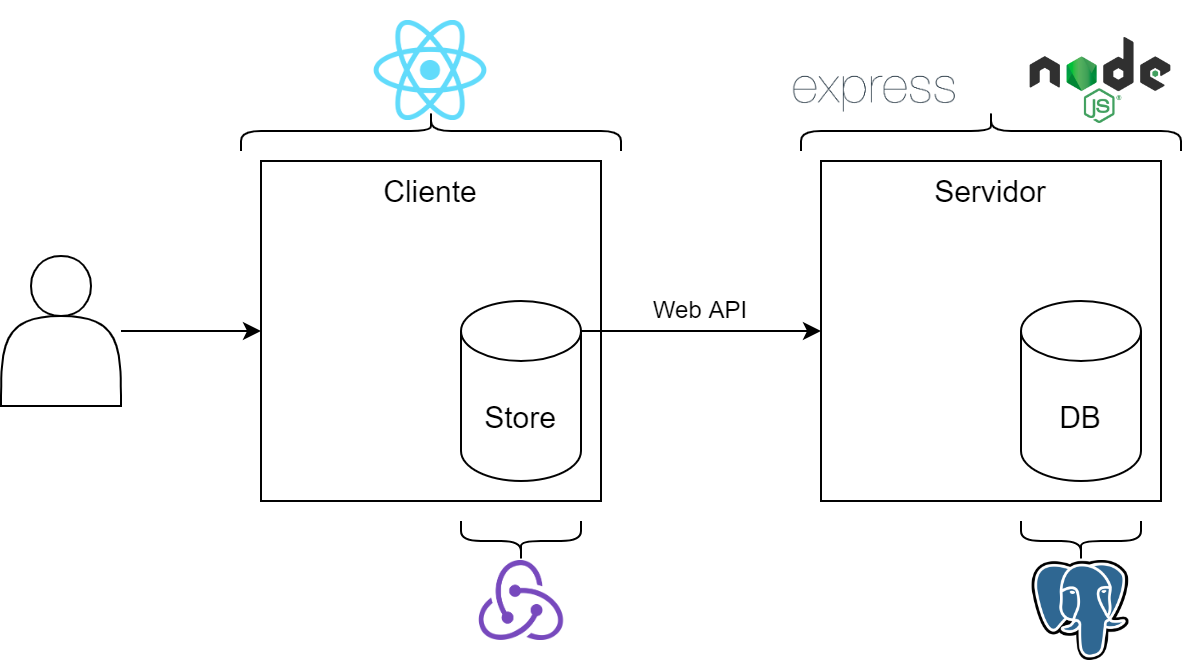 express
node
JS
Cliente
Servidor
Web API
Store
DB